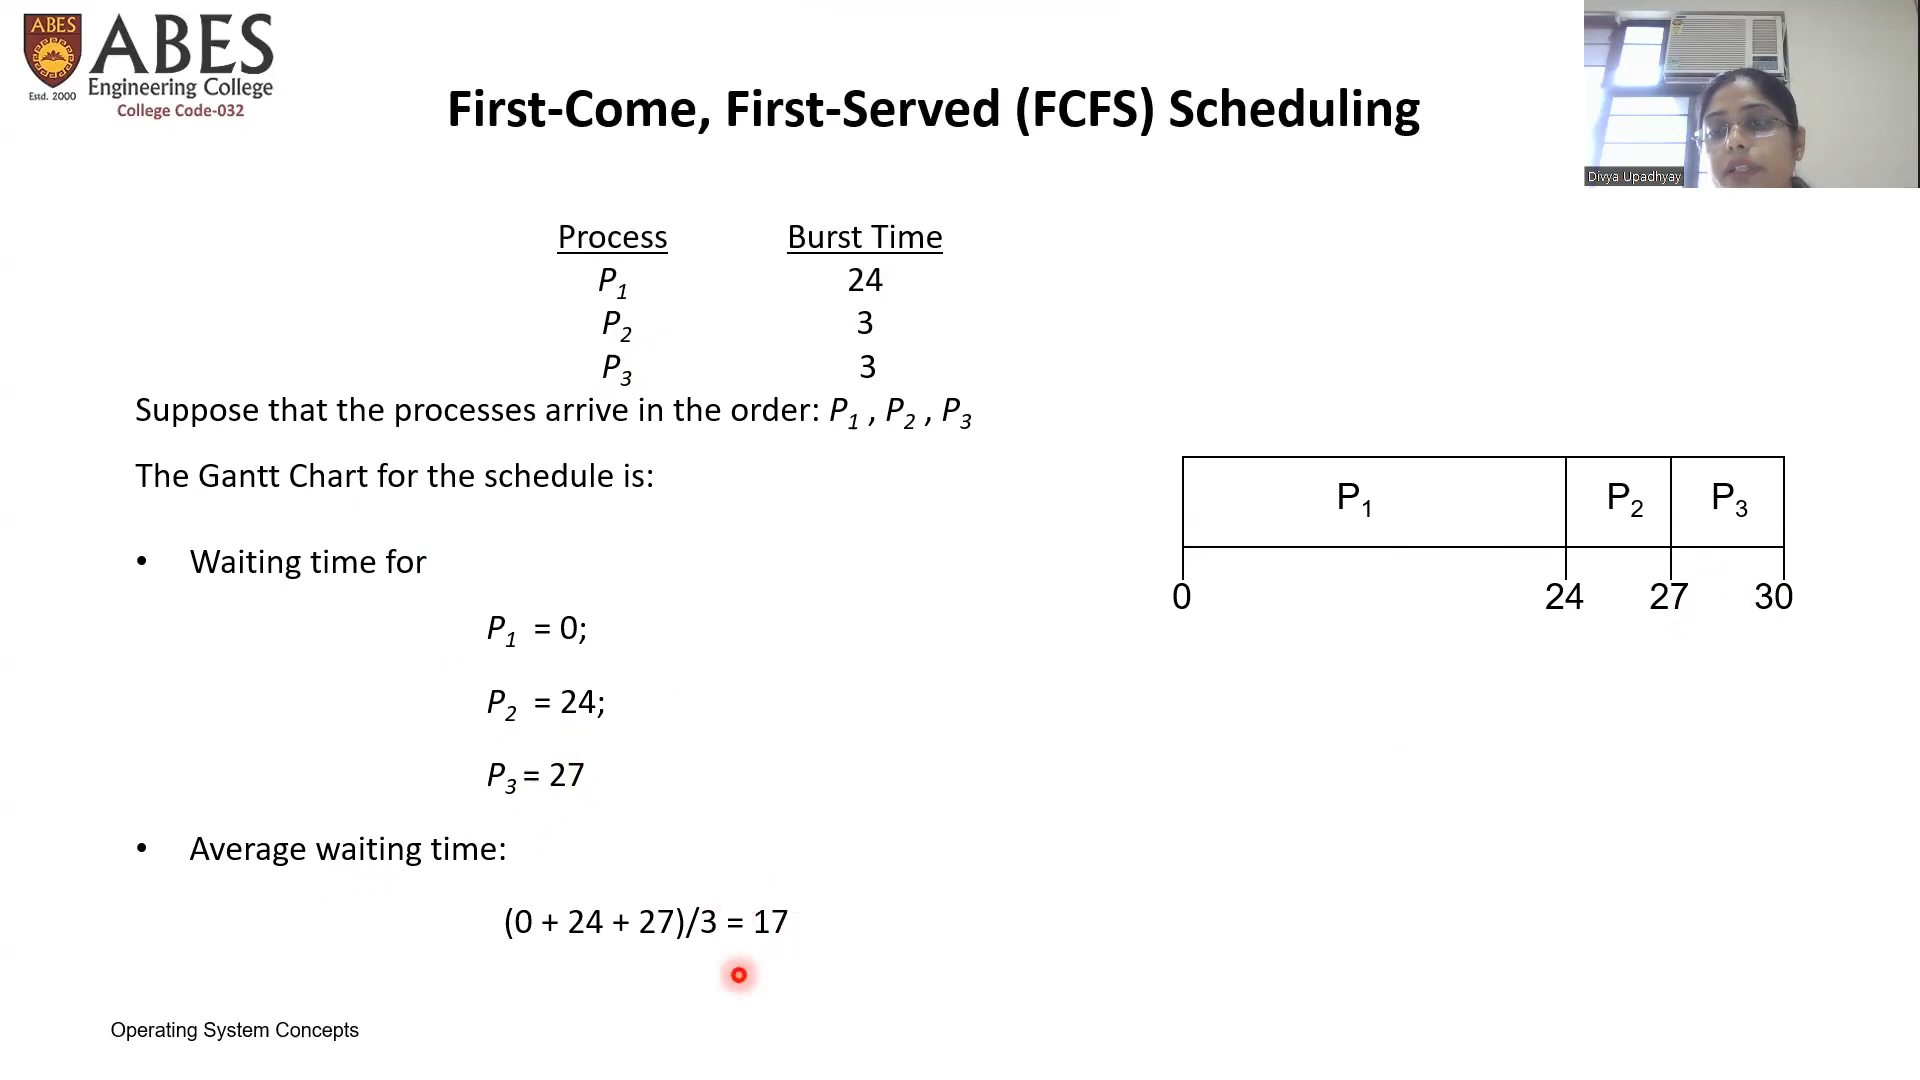 ABES
ABES
Engineering College
Estd. 2000
College Code-032
First-Come, First-Served (FCFS) Scheduling
Divya Upadhyay
Process Burst Time
P1 24
P2 3
P3 3
Suppose that the processes arrive in the order: P1 , P2 , P3
The Gantt Chart for the schedule is:
P1 P2 P3
0 24 27 30
• Waiting time for
P1 = 0;
P2 = 24;
P3 = 27
• Average waiting time:
(0 + 24 + 27)/3 = 17
Operating System Concepts